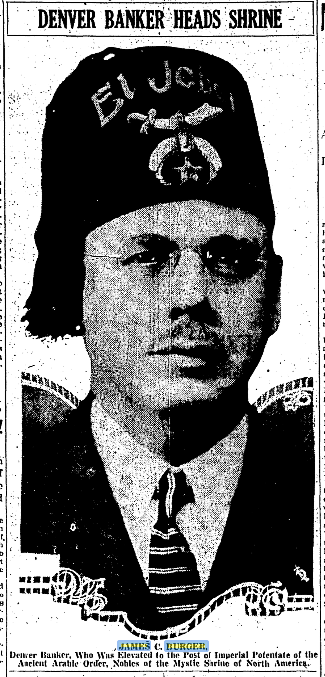 DENVER BANKER HEADS SHRINE
El Jebel
JAMES C. BURGER,
Denver Banker, Who Was Elevated to the Post of Imperial Potentate of the
Ancient Arabic Order, Nobles of the Mystic Shrine of North America.